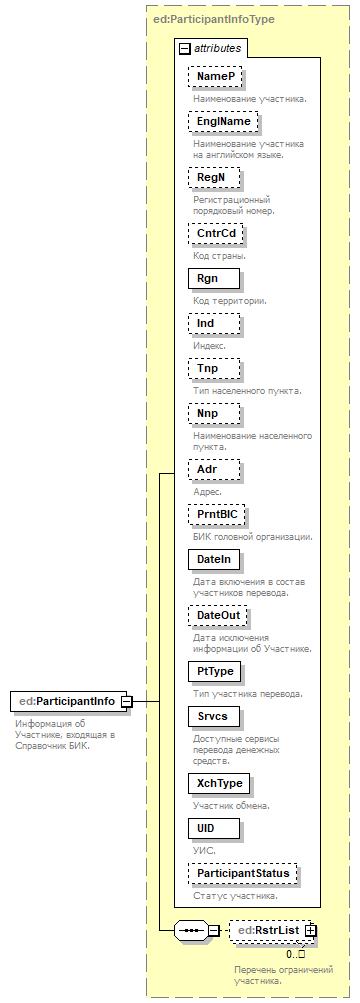 ed:ParticipantInfoType
attributes
NameP
Наименование участника.
EnglName
Наименование участника
на английском языке.
RegN
Регистрационный
порядковый номер.
CntrCd
Код страны.
Rgn
Код территории.
Ind
Индекс.
Tnp
Тип населенного пункта.
Nnp
Наименование населенного
пункта.
Adr
Адрес.
PrntBIC
БИК головной организации.
DateIn
Дата включения в состав
участников перевода.
DateOut
Дата исключения
информации об Участнике.
PtType
Тип участника перевода.
Srvcs
Доступные сервисы
перевода денежных
средств.
XchType
Участник обмена.
UID
УИС.
ParticipantStatus
Статус участника.
ed:ParticipantInfo
Информация об
Участнике, входящая в
Справочник БИК.
ed:RstrList
0..
Перечень ограничений
участника.